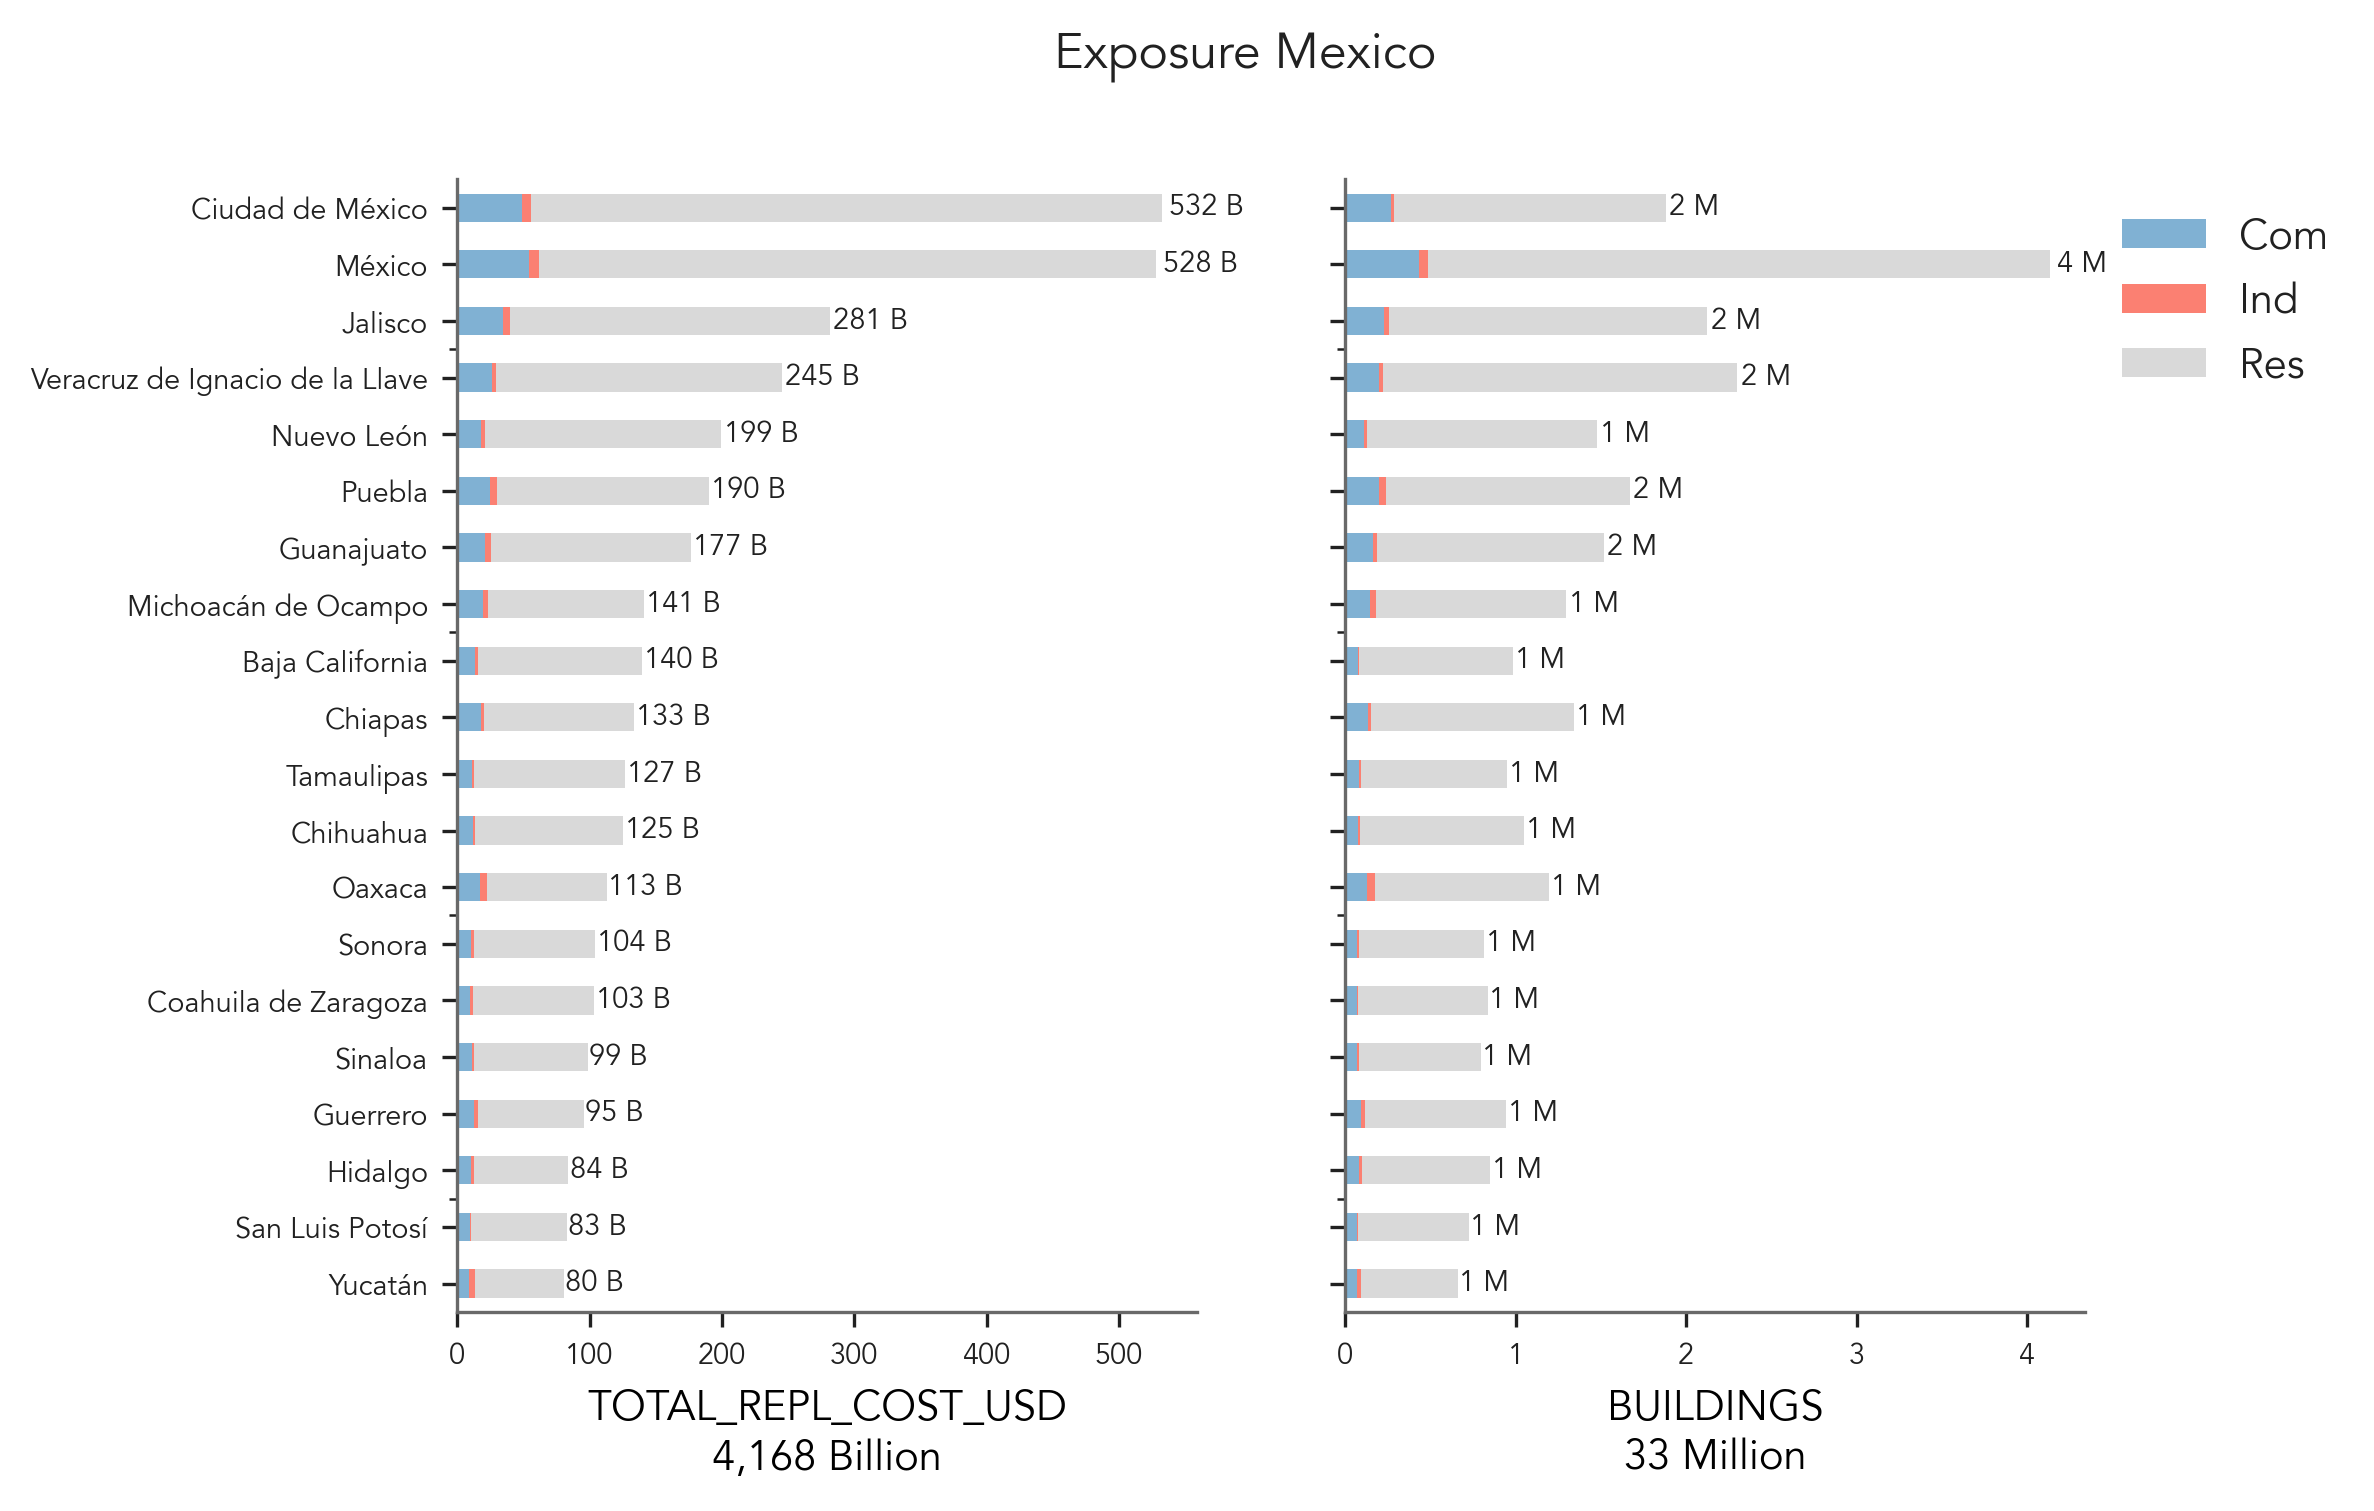 Exposure Mexico
Ciudad de México 532 B 2 M
México 528 B 4 M
Jalisco 281 B 2 M
Veracruz de Ignacio de la Llave 245 B 2 M
Nuevo León 199 B 1 M
Puebla 190 B 2 M
Guanajuato 177 B 2 M
Michoacán de Ocampo 141 B 1 M
Baja California 140 B 1 M
Chiapas 133 B 1 M
Tamaulipas 127 B 1 M
Chihuahua 125 B 1 M
Oaxaca 113 B 1 M
Sonora 104 B 1 M
Coahuila de Zaragoza 103 B 1 M
Sinaloa 99 B 1 M
Guerrero 95 B 1 M
Hidalgo 84 B 1 M
San Luis Potosí 83 B 1 M
Yucatán 80 B 1 M
0 100 200 300 400 500
TOTAL_REPL_COST_USD
4,168 Billion
0 1 2 3 4
BUILDINGS
33 Million
Com
Ind
Res